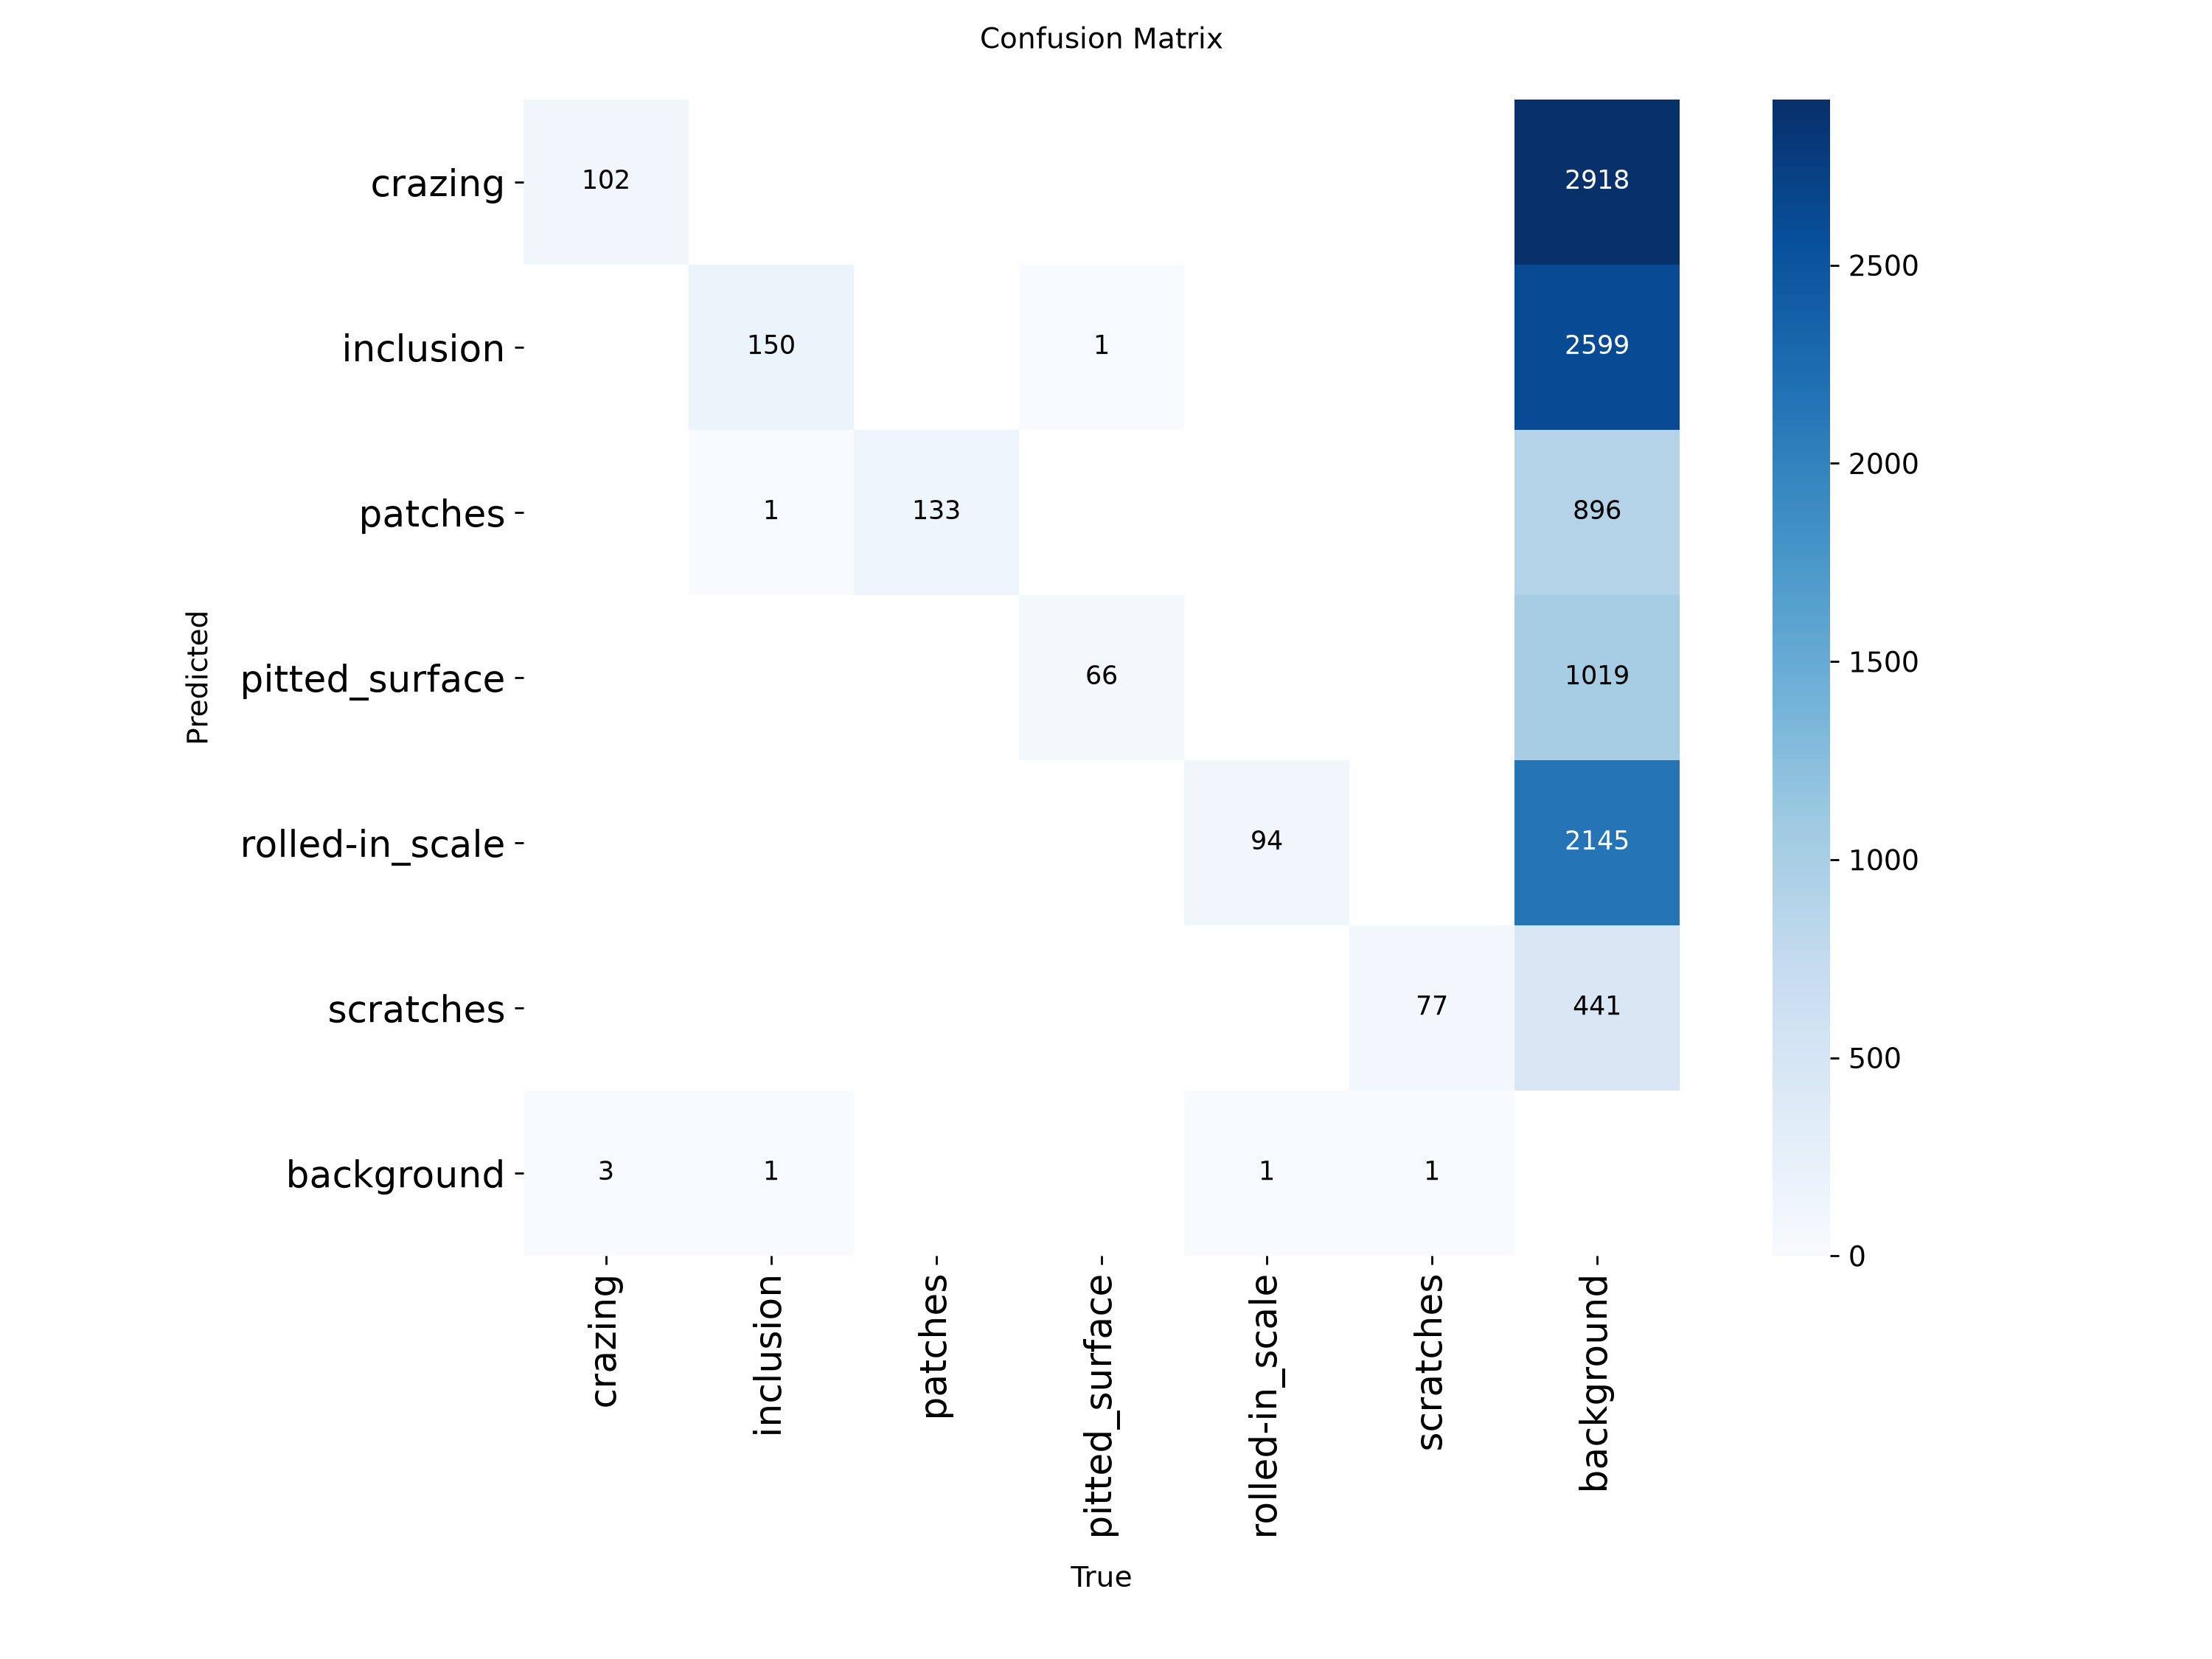 Confusion Matrix
crazing 102 2918
inclusion 150 1 2599
patches 1 133 896
pitted_surface 66 1019
rolled-in_scale 94 2145
scratches 77 441
background 3 1 1 1
Predicted
crazing inclusion patches pitted_surface rolled-in_scale scratches background
True
2500
2000
1500
1000
500
0